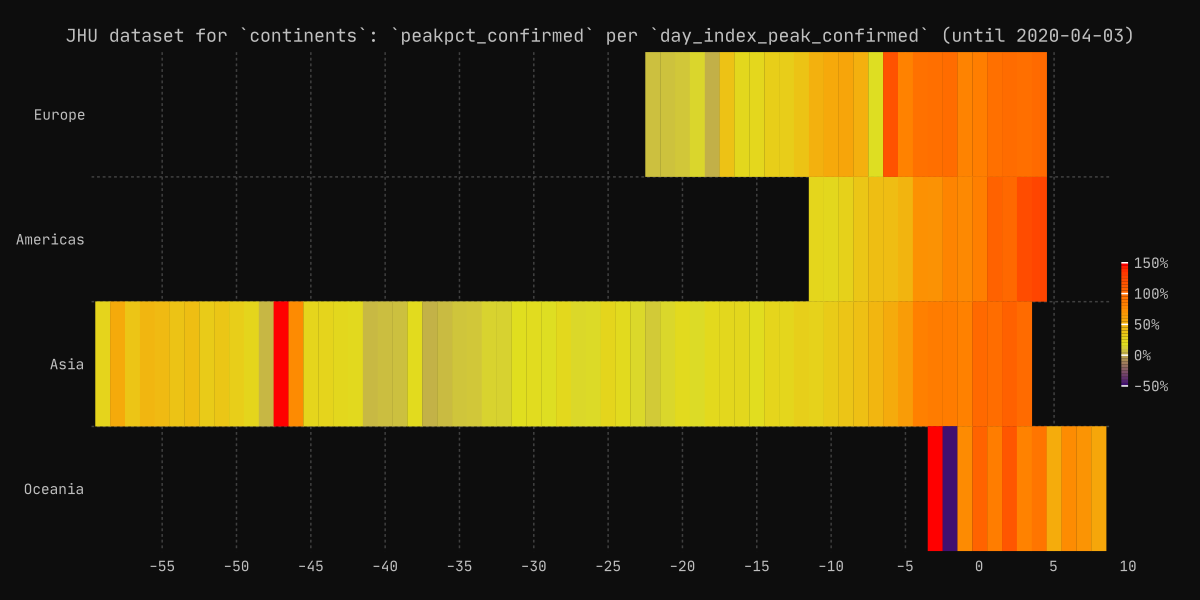 JHU dataset for `continents`: `peakpct_confirmed` per `day_index_peak_confirmed` (until 2020-04-03)
Europe
Americas
Asia
Oceania
150%
100%
50%
0%
-50%
-55 -50 -45 -40 -35 -30 -25 -20 -15 -10 -5 0 5 10